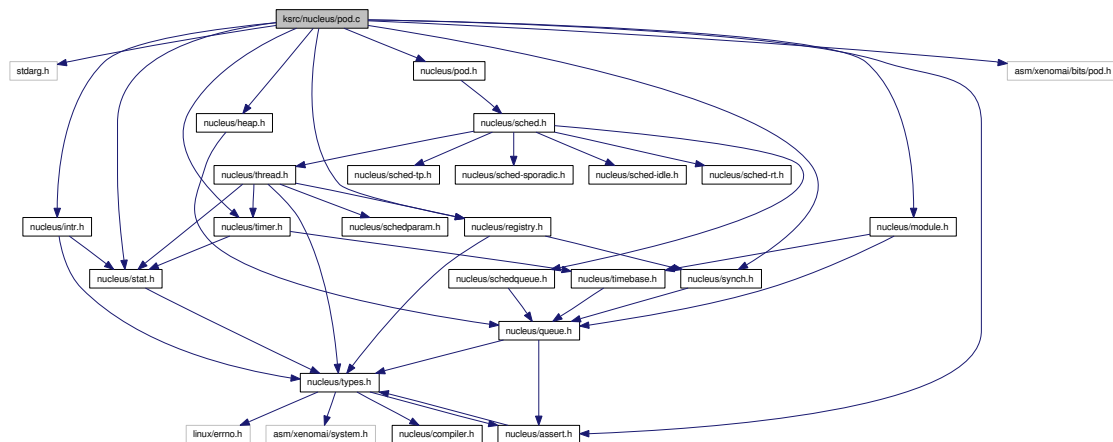 ksrc/nucleus/pod.c
stdarg.h
nucleus/pod.h
asm/xenomai/bits/pod.h
nucleus/heap.h
nucleus/sched.h
nucleus/thread.h
nucleus/sched-tp.h
nucleus/sched-sporadic.h
nucleus/sched-idle.h
nucleus/sched-rt.h
nucleus/intr.h
nucleus/timer.h
nucleus/schedparam.h
nucleus/registry.h
nucleus/module.h
nucleus/stat.h
nucleus/schedqueue.h
nucleus/timebase.h
nucleus/synch.h
nucleus/queue.h
nucleus/types.h
linux/errno.h
asm/xenomai/system.h
nucleus/compiler.h
nucleus/assert.h